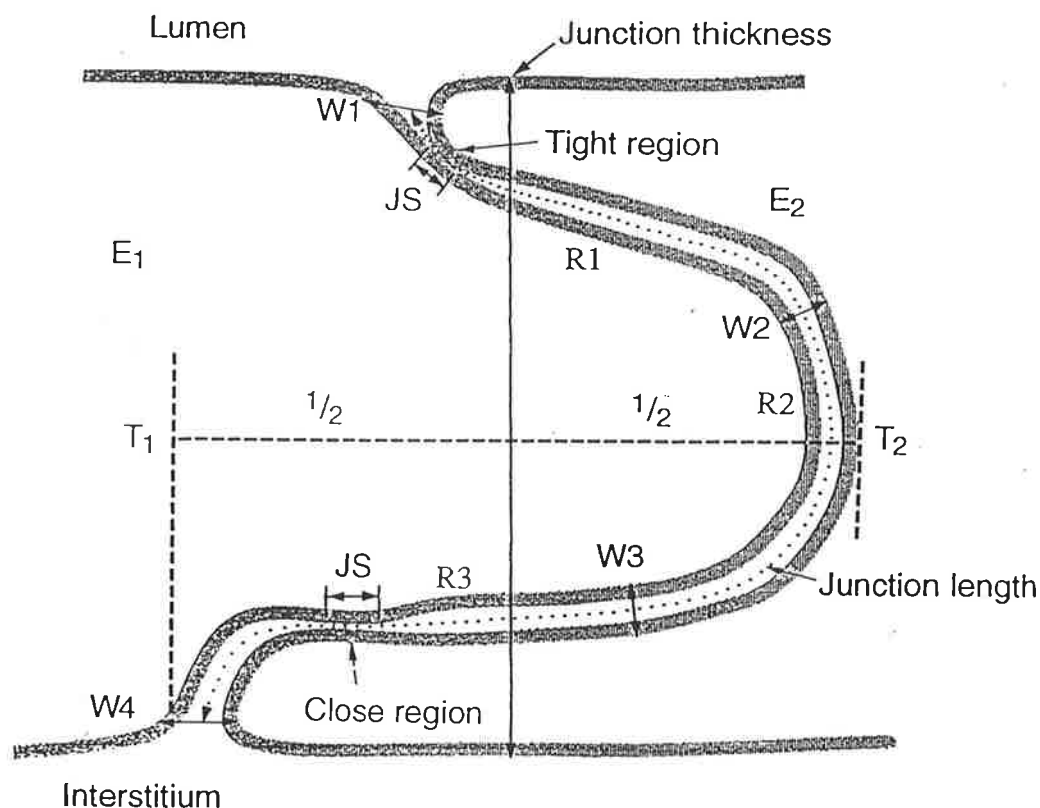 Lumen
Junction thickness
W1
Tight region
JS
E2
E1
R1
W2
1/2
1/2
R2
T1
T2
W3
JS
R3
Junction length
W4
Close region
Interstitium